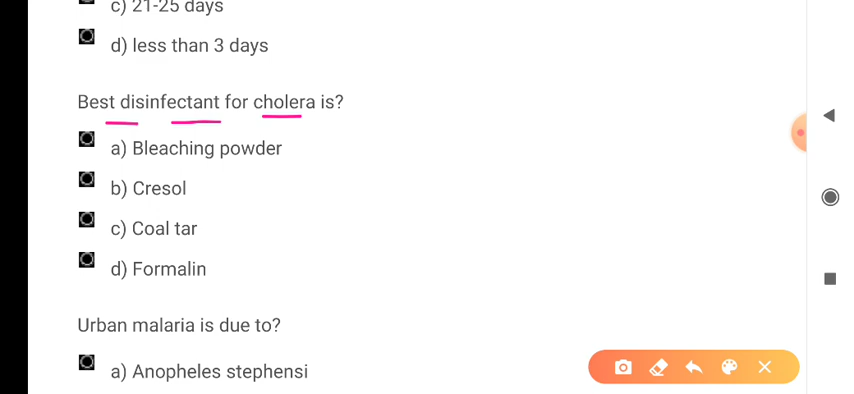 c) 21-25 days
d) less than 3 days
Best disinfectant for cholera is?
a) Bleaching powder
b) Cresol
c) Coal tar
d) Formalin
Urban malaria is due to?
a) Anopheles stephensi